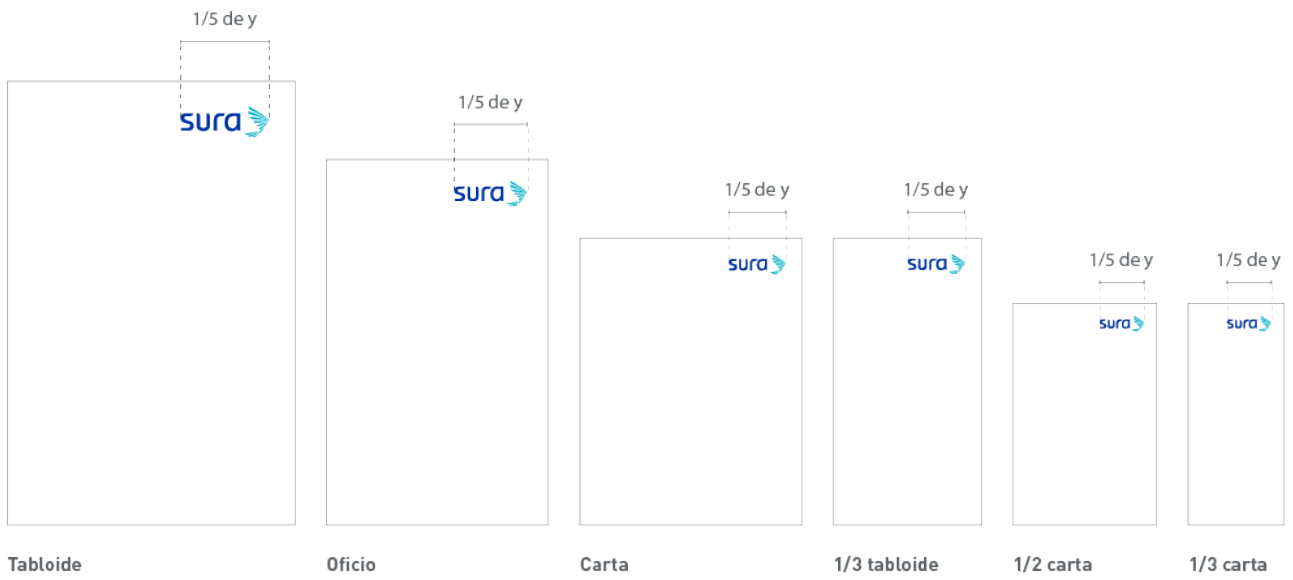 1/5 de y
sura
Tabloide
1/5 de y
sura
Oficio
1/5 de y
sura
Carta
1/5 de y
sura
1/3 tabloide
1/5 de y
sura
1/2 carta
1/5 de y
sura
1/3 carta